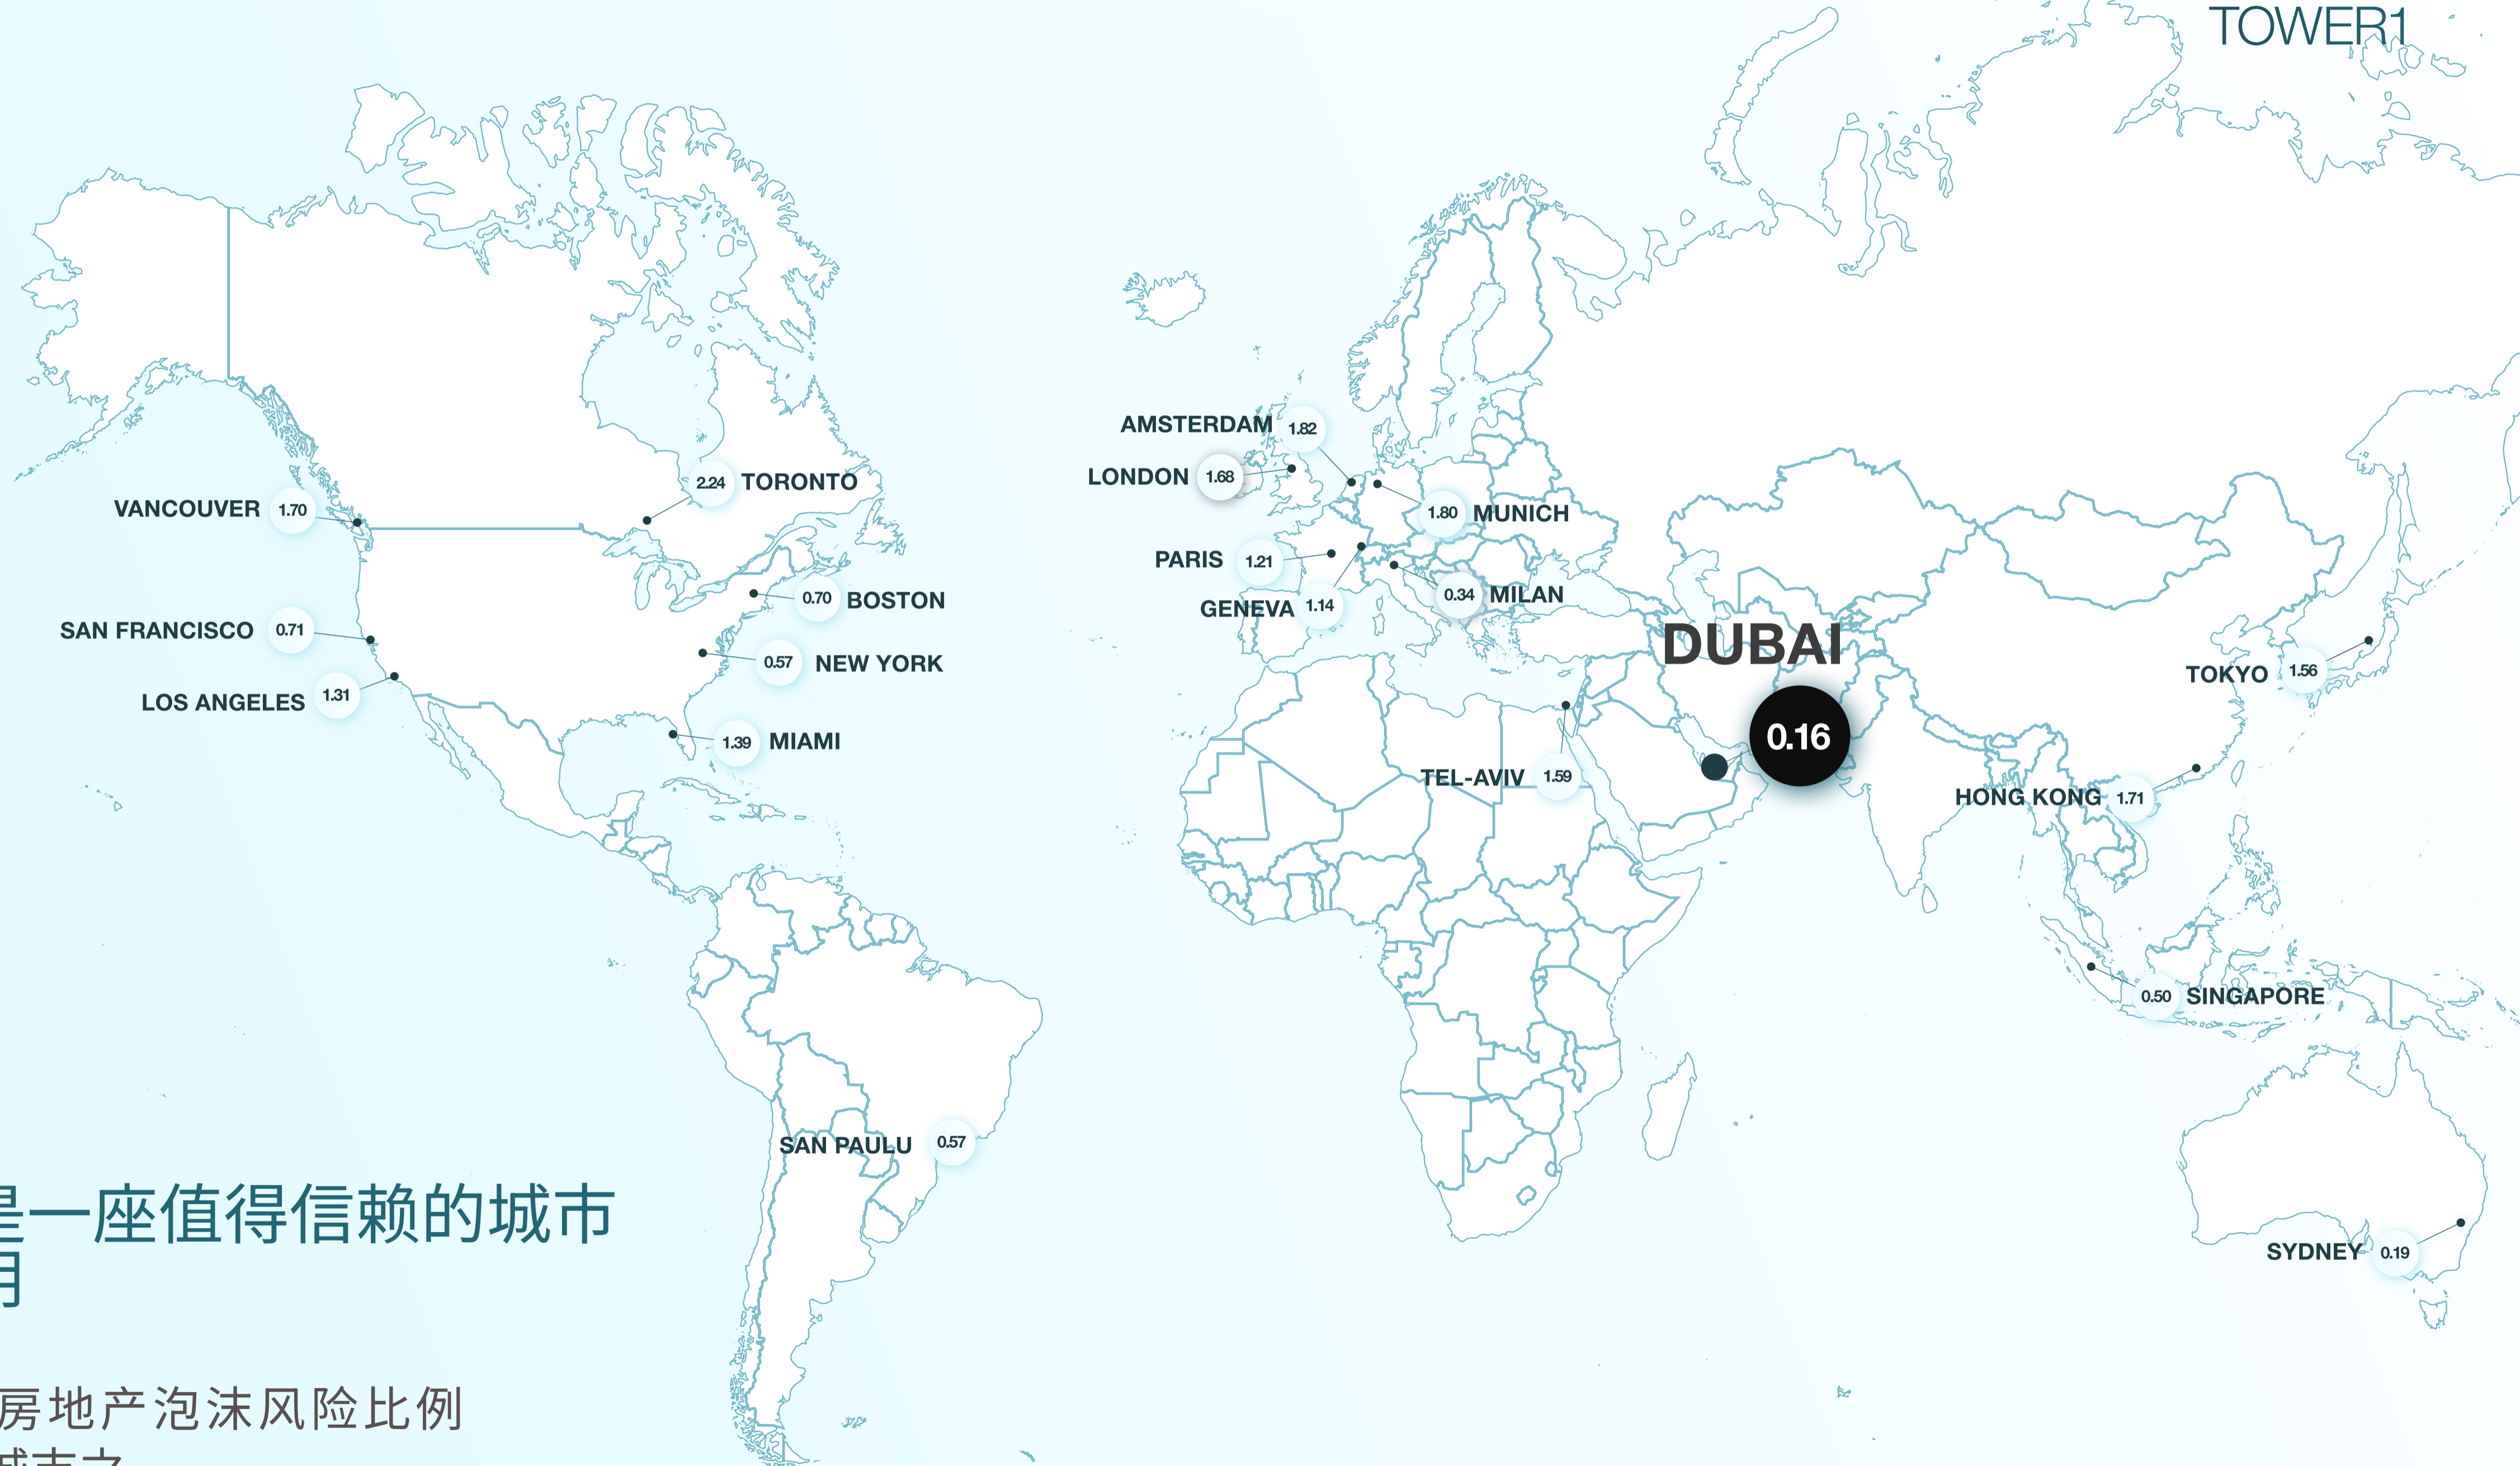 TOWER1
AMSTERDAM 1.82
LONDON 1.68
TORONTO 2.24
VANCOUVER 1.70
MUNICH 1.80
PARIS 1.21
GENEVA 1.14
MILAN 0.34
BOSTON 0.70
SAN FRANCISCO 0.71
NEW YORK 0.57
LOS ANGELES 1.31
MIAMI 1.39
DUBAI
0.16
TOKYO 1.56
TEL-AVIV 1.59
HONG KONG 1.71
SINGAPORE 0.50
SAN PAULU 0.57
SYDNEY 0.19
是一座值得信赖的城市
房地产泡沫风险比例
城市之